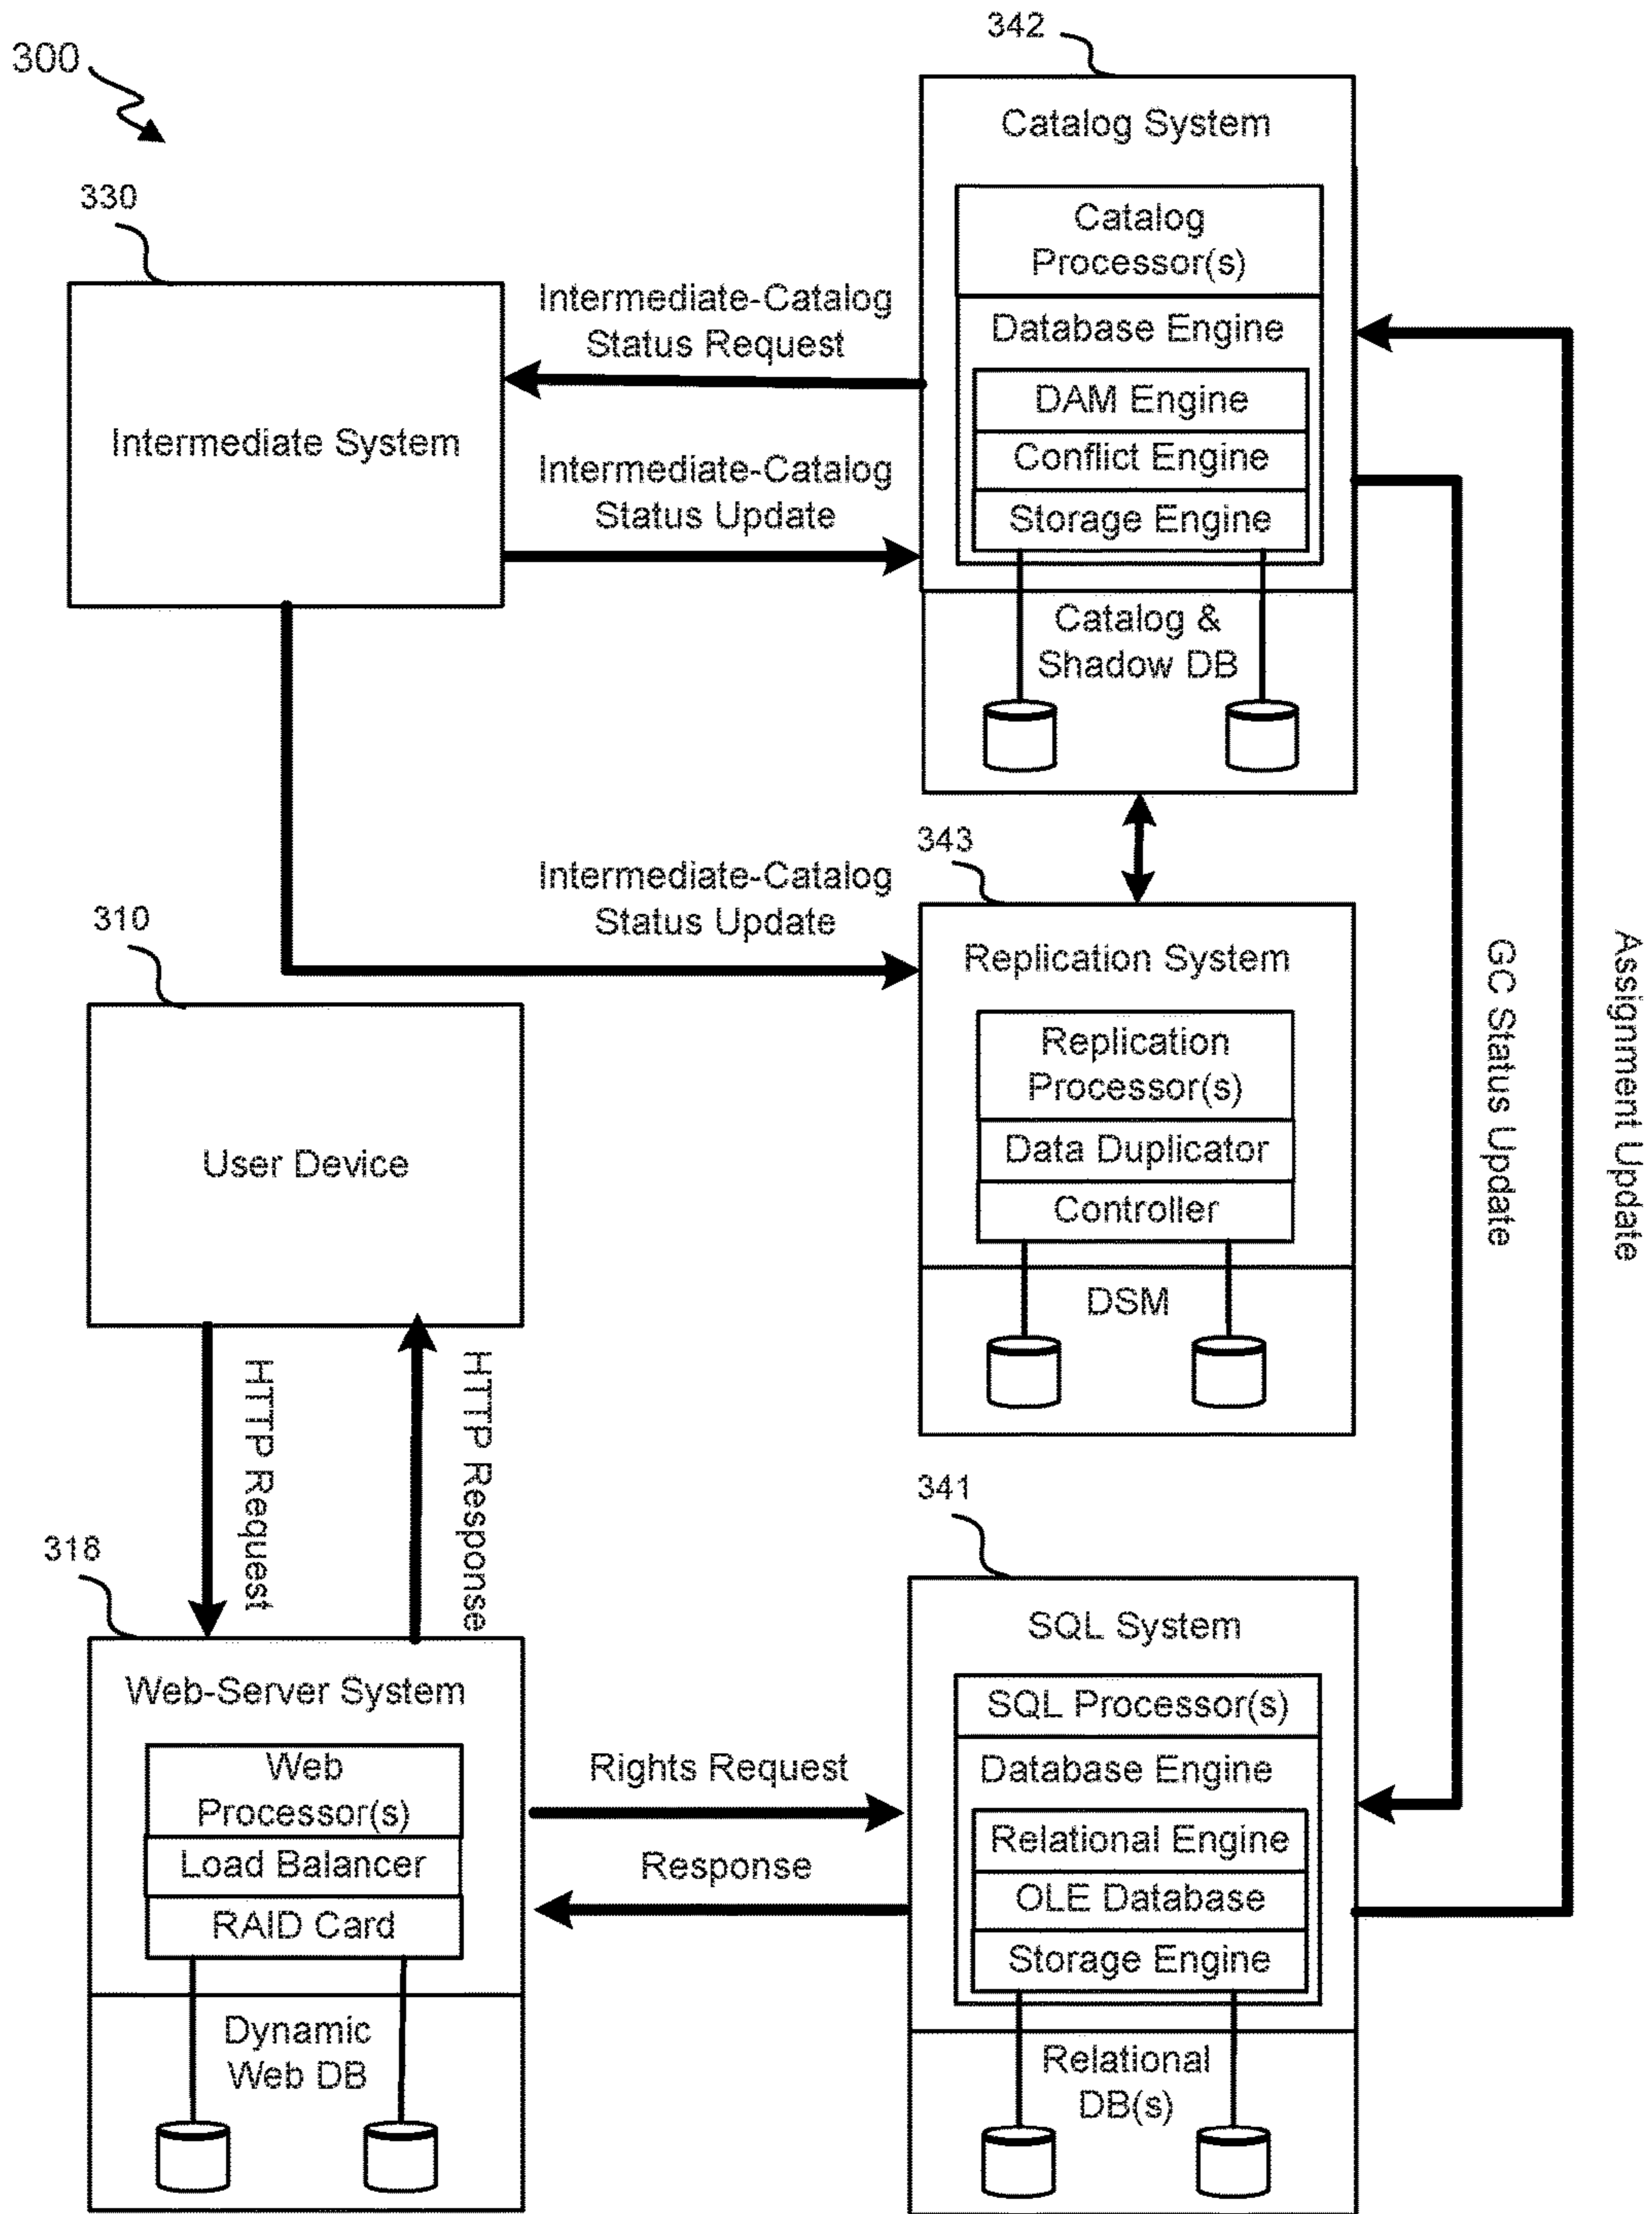 300
342
Catalog System
Catalog
Processor(s)
Database Engine
DAM Engine
Conflict Engine
Storage Engine
Catalog &
Shadow DB
330
Intermediate System
Intermediate-Catalog
Status Request
Intermediate-Catalog
Status Update
Intermediate-Catalog
Status Update
343
Replication System
Replication
Processor(s)
Data Duplicator
Controller
DSM
GC Status Update
Assignment Update
310
User Device
HTTP Request
HTTP Response
318
Web-Server System
Web
Processor(s)
Load Balancer
RAID Card
Dynamic
Web DB
Rights Request
Response
341
SQL System
SQL Processor(s)
Database Engine
Relational Engine
OLE Database
Storage Engine
Relational
DB(s)